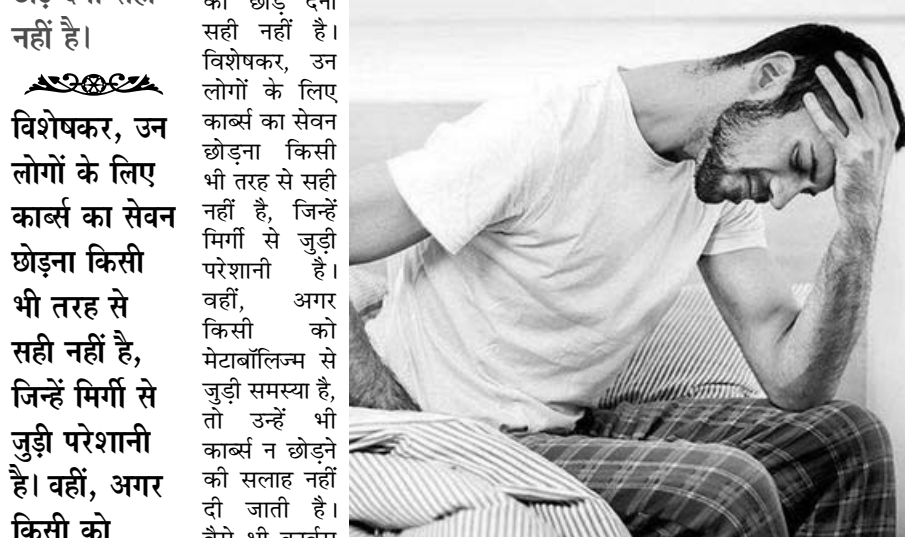 नहीं है।
विशेषकर, उन
लोगों के लिए
कार्ब्स का सेवन
छोड़ना किसी
भी तरह से
सही नहीं है,
जिन्हें मिर्गी से
जुड़ी परेशानी
है। वहीं, अगर
किसी को
को छोड़ देना
सही नहीं है।
विशेषकर, उन
लोगों के लिए
कार्ब्स का सेवन
छोड़ना किसी
भी तरह से सही
नहीं है, जिन्हें
मिर्गी से जुड़ी
परेशानी है।
वहीं, अगर
किसी को
मेटाबॉलिज्म से
जुड़ी समस्या है,
तो उन्हें भी
कार्ब्स न छोड़ने
की सलाह नहीं
दी जाती है।